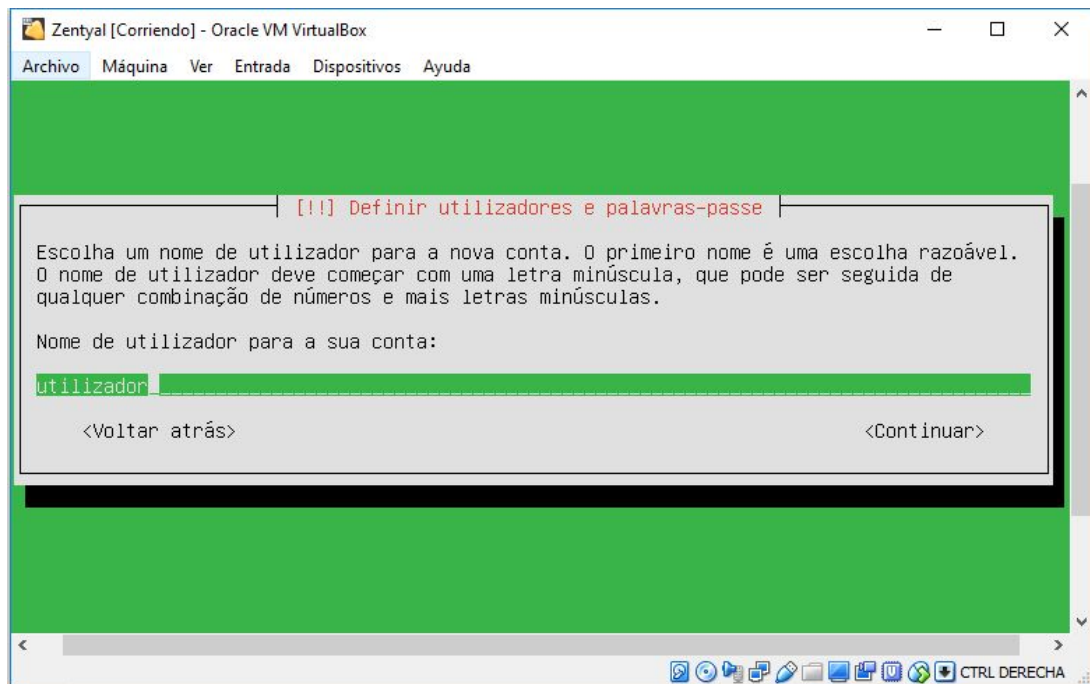 Zentyal [Corriendo] - Oracle VM VirtualBox
Archivo Máquina Ver Entrada Dispositivos Ayuda
[!!] Definir utilizadores e palavras-passe
Escolha um nome de utilizador para a nova conta. O primeiro nome é uma escolha razoável.
O nome de utilizador deve começar com uma letra minúscula, que pode ser seguida de
qualquer combinação de números e mais letras minúsculas.
Nome de utilizador para a sua conta:
utilizador
<Voltar atrás> <Continuar>
CTRL DERECHA